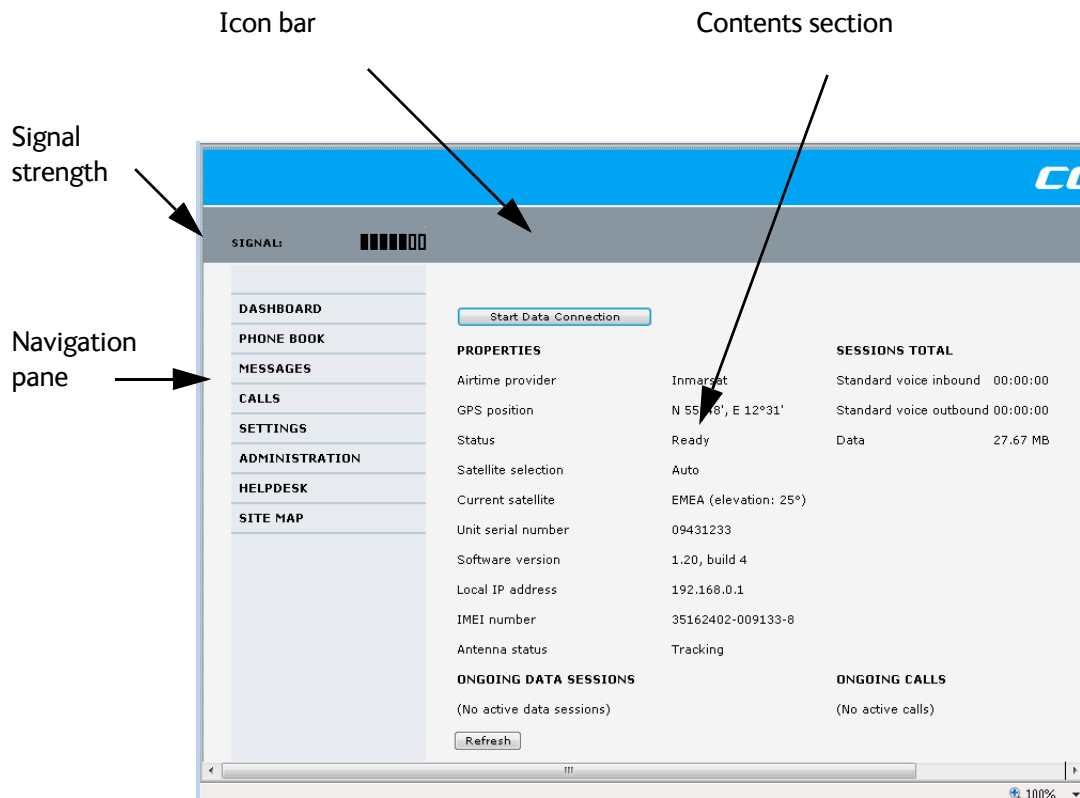 Icon bar
Contents section
Signal
strength
SIGNAL:
Navigation
pane
DASHBOARD
PHONE BOOK
MESSAGES
CALLS
SETTINGS
ADMINISTRATION
HELPDESK
SITE MAP
Start Data Connection
PROPERTIES
Airtime provider Inmarsat
GPS position N E 12°31'
Status Ready
Satellite selection Auto
Current satellite EMEA (elevation: 25°)
Unit serial number 09431233
Software version 1.20, build 4
Local IP address 192.168.0.1
IMEI number 35162402-009133-8
Antenna status Tracking
SESSIONS TOTAL
Standard voice inbound 00:00:00
Standard voice outbound 00:00:00
Data 27.67 MB
ONGOING DATA SESSIONS
(No active data sessions)
ONGOING CALLS
(No active calls)
Refresh
100%